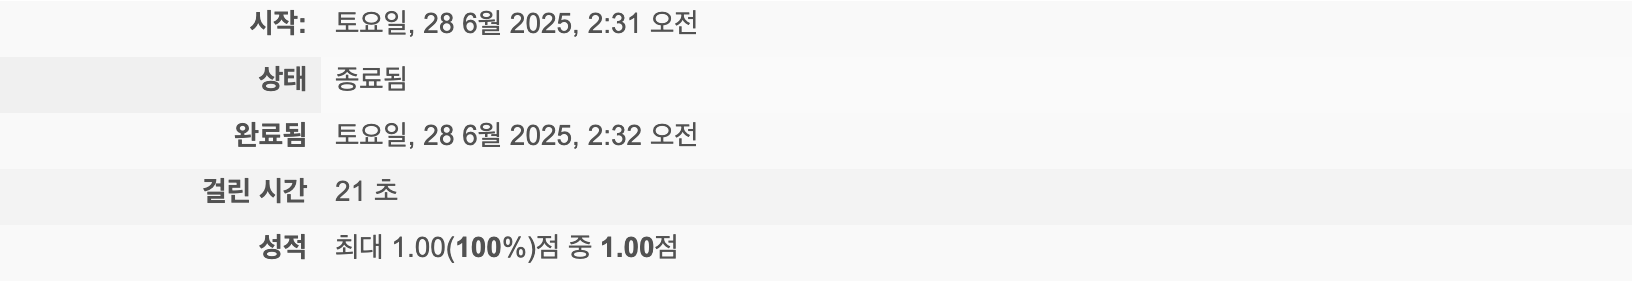 시작: 토요일, 28 6월 2025, 2:31 오전
상태 종료됨
완료됨 토요일, 28 6월 2025, 2:32 오전
걸린 시간 21 초
성적 최대 1.00(100%)점 중 1.00점